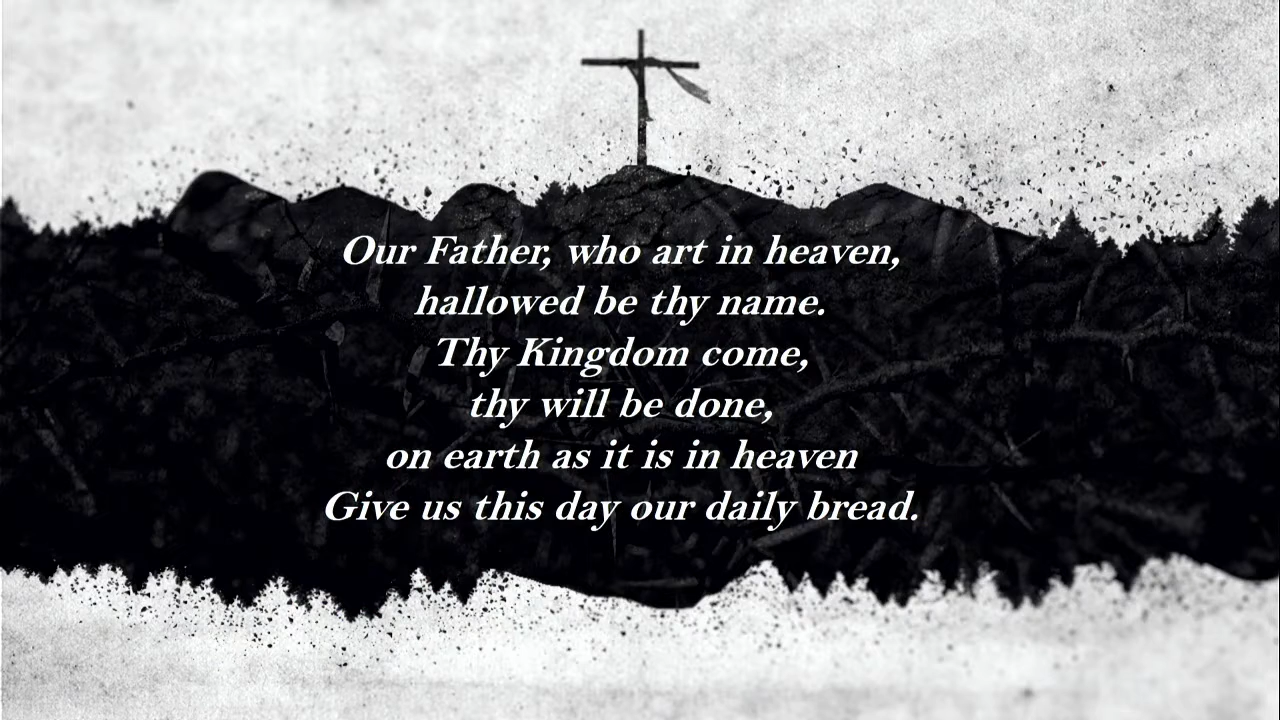 Our Father, who art in heaven,
hallowed be thy name.
Thy Kingdom come,
thy will be done,
on earth as it is in heaven
Give us this day our daily bread.